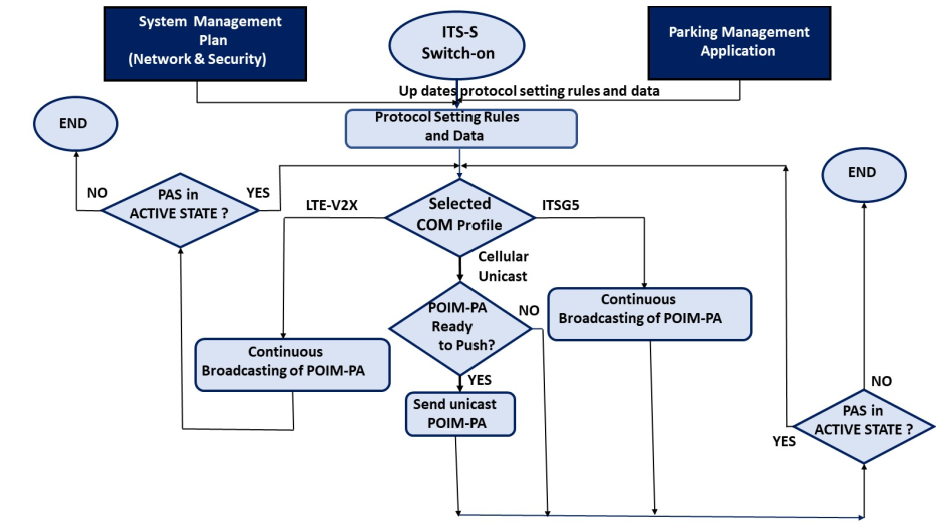 System Management
Plan
(Network & Security)
ITS-S
Switch-on
Parking Management
Application
Up dates protocol setting rules and data
Protocol Setting Rules
and Data
END
NO
PAS in
ACTIVE STATE ?
YES
LTE-V2X
Selected
COM Profile
ITSG5
END
Cellular
Unicast
Continuous
Broadcasting of POIM-PA
POIM-PA
Ready
to Push?
NO
Continuous
Broadcasting of POIM-PA
YES
Send unicast
POIM-PA
NO
PAS in
ACTIVE STATE ?
YES